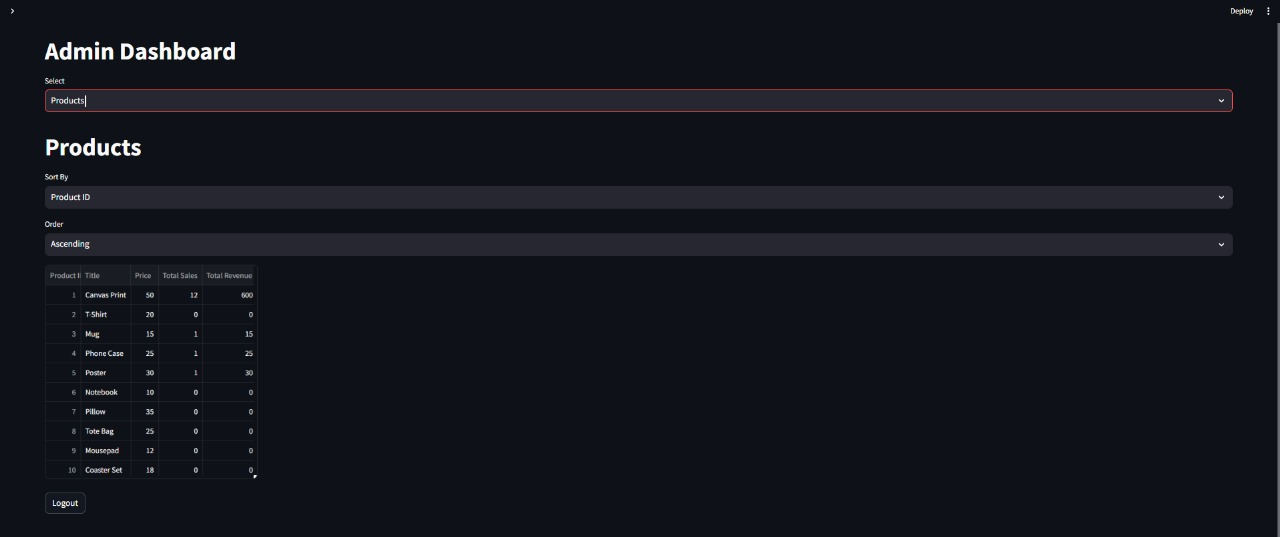 Deploy
Admin Dashboard
Select
Products
Products
Sort By
Product ID
Order
Ascending
Product I Title Price Total Sales Total Revenue
1 Canvas Print 50 12 600
2 T-Shirt 20 0 0
3 Mug 15 1 15
4 Phone Case 25 1 25
5 Poster 30 1 30
6 Notebook 10 0 0
7 Pillow 35 0 0
8 Tote Bag 25 0 0
9 Mousepad 12 0 0
10 Coaster Set 18 0 0
Logout